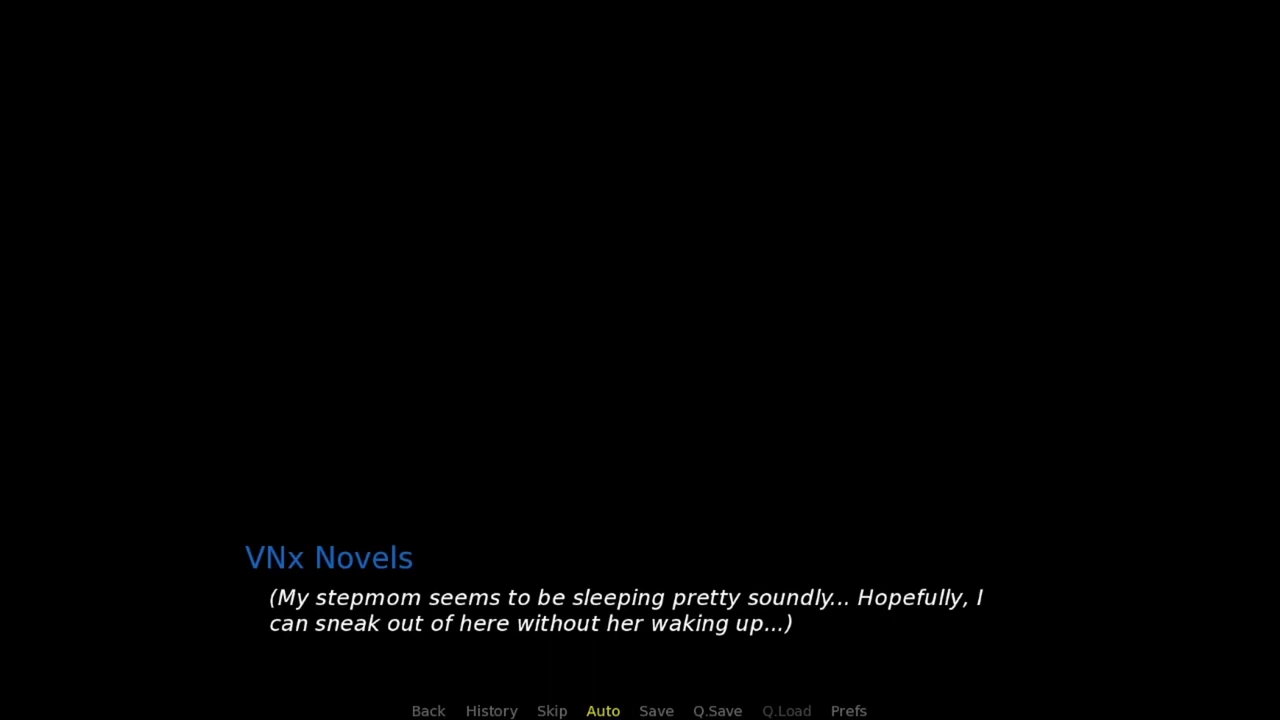 VNx Novels
(My stepmom seems to be sleeping pretty soundly... Hopefully, I
can sneak out of here without her waking up...)
Back History Skip Auto Save Q.Save Q.Load Prefs